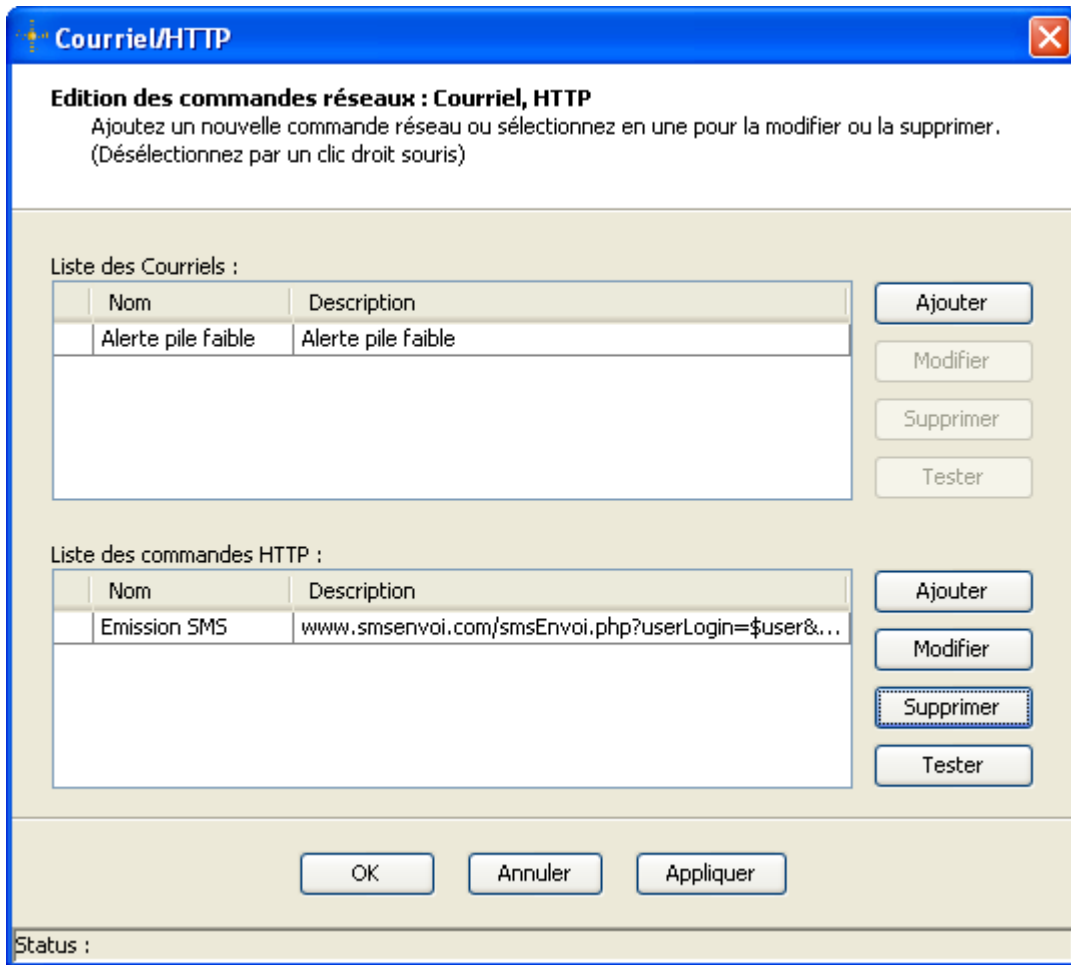 Courriel/HTTP
Edition des commandes réseaux : Courriel, HTTP
Ajoutez un nouvelle commande réseau ou sélectionnez en une pour la modifier ou la supprimer.
(Désélectionnez par un clic droit souris)
Liste des Courriels :
Nom Description
Alerte pile faible Alerte pile faible
Ajouter
Modifier
Supprimer
Tester
Liste des commandes HTTP :
Nom Description
Emission SMS www.smsenvoi.com/smsEnvoi.php?userLogin=$user&...
Ajouter
Modifier
Supprimer
Tester
OK Annuler Appliquer
Status :